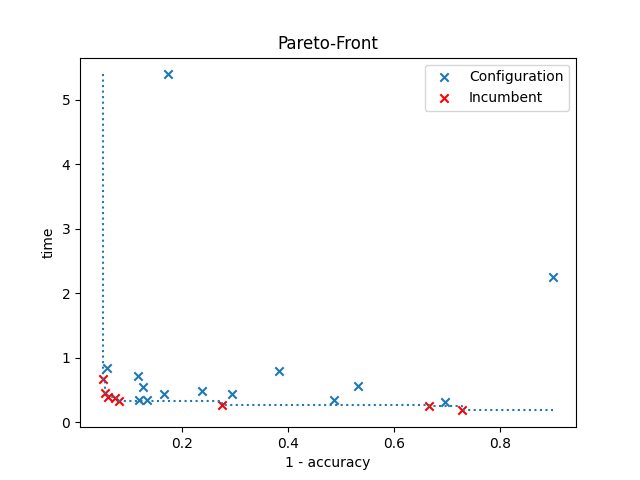 Pareto-Front
Configuration
Incumbent
time
5
4
3
2
1
0
0.2 0.4 0.6 0.8
1 - accuracy